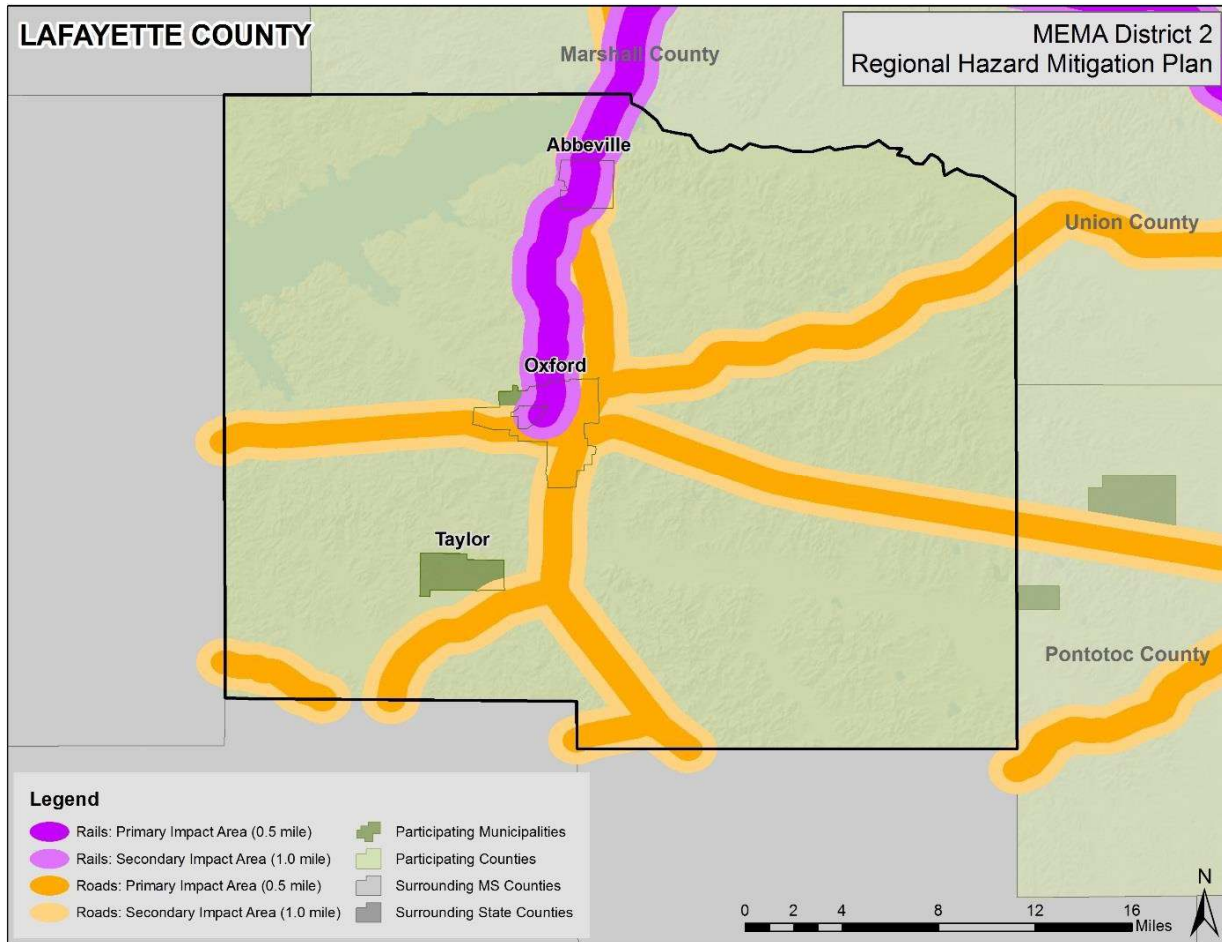 LAFAYETTE COUNTY
MEMA District 2
Regional Hazard Mitigation Plan
Marshall County
Abbeville
Union County
Oxford
Taylor
Pontotoc County
Legend
Rails: Primary Impact Area (0.5 mile)
Rails: Secondary Impact Area (1.0 mile)
Roads: Primary Impact Area (0.5 mile)
Roads: Secondary Impact Area (1.0 mile)
Participating Municipalities
Participating Counties
Surrounding MS Counties
Surrounding State Counties
0 2 4 8 12 16
Miles
N